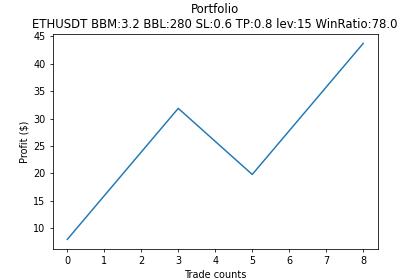 Portfolio
ETHUSDT BBM:3.2 BBL:280 SL:0.6 TP:0.8 lev:15 WinRatio:78.0
45
40
35
30
25
20
15
10
Profit ($)
0 1 2 3 4 5 6 7 8
Trade counts